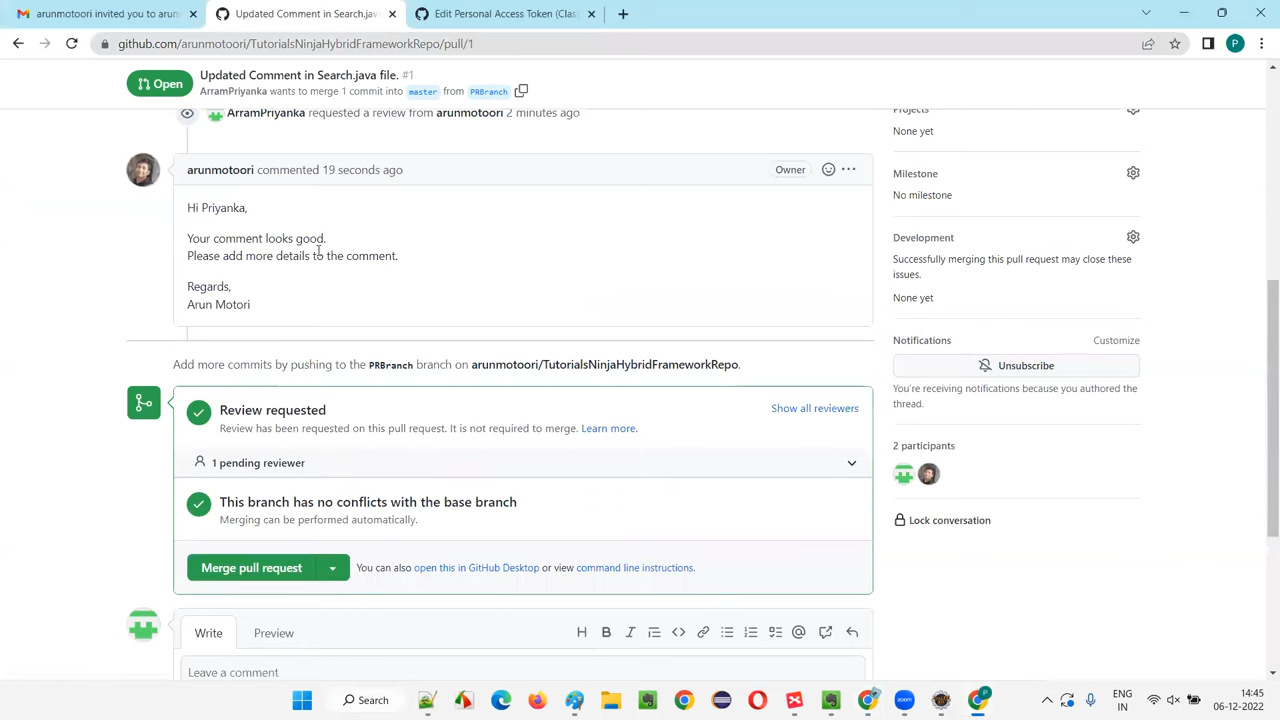 arunmotoori invited you to arun
Updated Comment in Search.java
Edit Personal Access Token (Clas
github.com/arunmotoori/TutorialsNinjaHybridFrameworkRepo/pull/1
P
Open
Updated Comment in Search.java file. #1
ArramPriyanka wants to merge 1 commit into master from PRBranch
ArramPriyanka requested a review from arunmotoori 2 minutes ago
arunmotoori commented 19 seconds ago
Owner
Hi Priyanka,
Your comment looks good.
Please add more details to the comment.
Regards,
Arun Motori
Add more commits by pushing to the PRBranch branch on arunmotoori/TutorialsNinjaHybridFrameworkRepo.
Review requested
Show all reviewers
Review has been requested on this pull request. It is not required to merge. Learn more.
1 pending reviewer
This branch has no conflicts with the base branch
Merging can be performed automatically.
Merge pull request
You can also open this in GitHub Desktop or view command line instructions.
Write
Preview
Leave a comment
Projects
None yet
Milestone
No milestone
Development
Successfully merging this pull request may close these
issues.
None yet
Notifications
Customize
Unsubscribe
You're receiving notifications because you authored the
thread.
2 participants
Lock conversation
Search
zoom
P
ENG
IN
14:45
06-12-2022